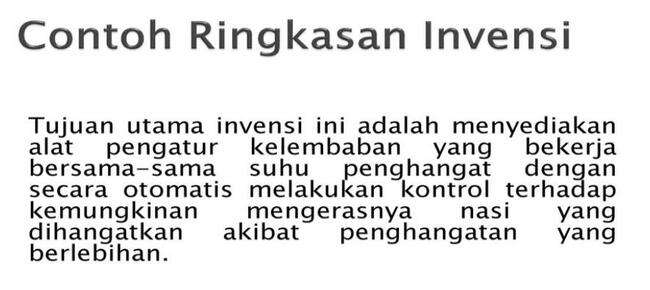 Contoh Ringkasan Invensi
Tujuan utama invensi ini adalah menyediakan
alat pengatur kelembaban yang bekerja
bersama-sama suhu penghangat dengan
secara otomatis melakukan kontrol terhadap
kemungkinan mengerasnya nasi yang
dihangatkan akibat penghangatan yang
berlebihan.